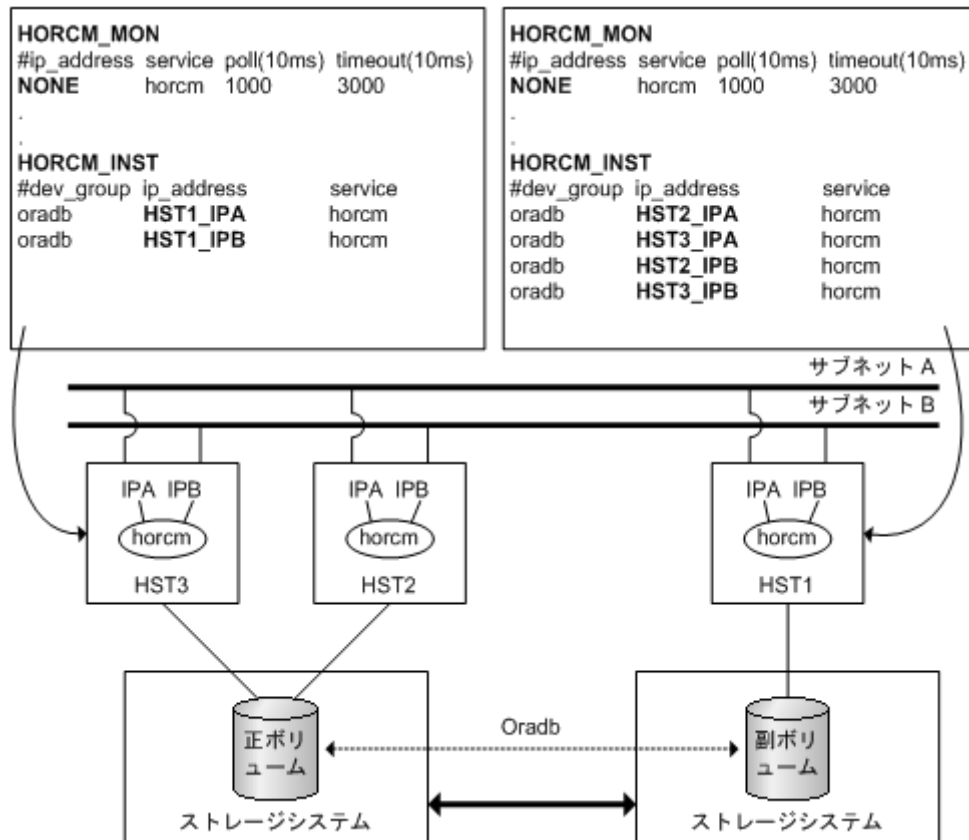 HORCM_MON
#ip_address service poll(10ms) timeout(10ms)
NONE horcm 1000 3000
.
.
HORCM_INST
#dev_group ip_address service
oradb HST1_IPA horcm
oradb HST1_IPB horcm
HORCM_MON
#ip_address service poll(10ms) timeout(10ms)
NONE horcm 1000 3000
.
.
HORCM_INST
#dev_group ip_address service
oradb HST2_IPA horcm
oradb HST3_IPA horcm
oradb HST2_IPB horcm
oradb HST3_IPB horcm
サブネット A
サブネット B
IPA IPB
horcm
HST3
IPA IPB
horcm
HST2
IPA IPB
horcm
HST1
正ボリ
ューム
ストレージシステム
Oradb
副ボリ
ューム
ストレージシステム